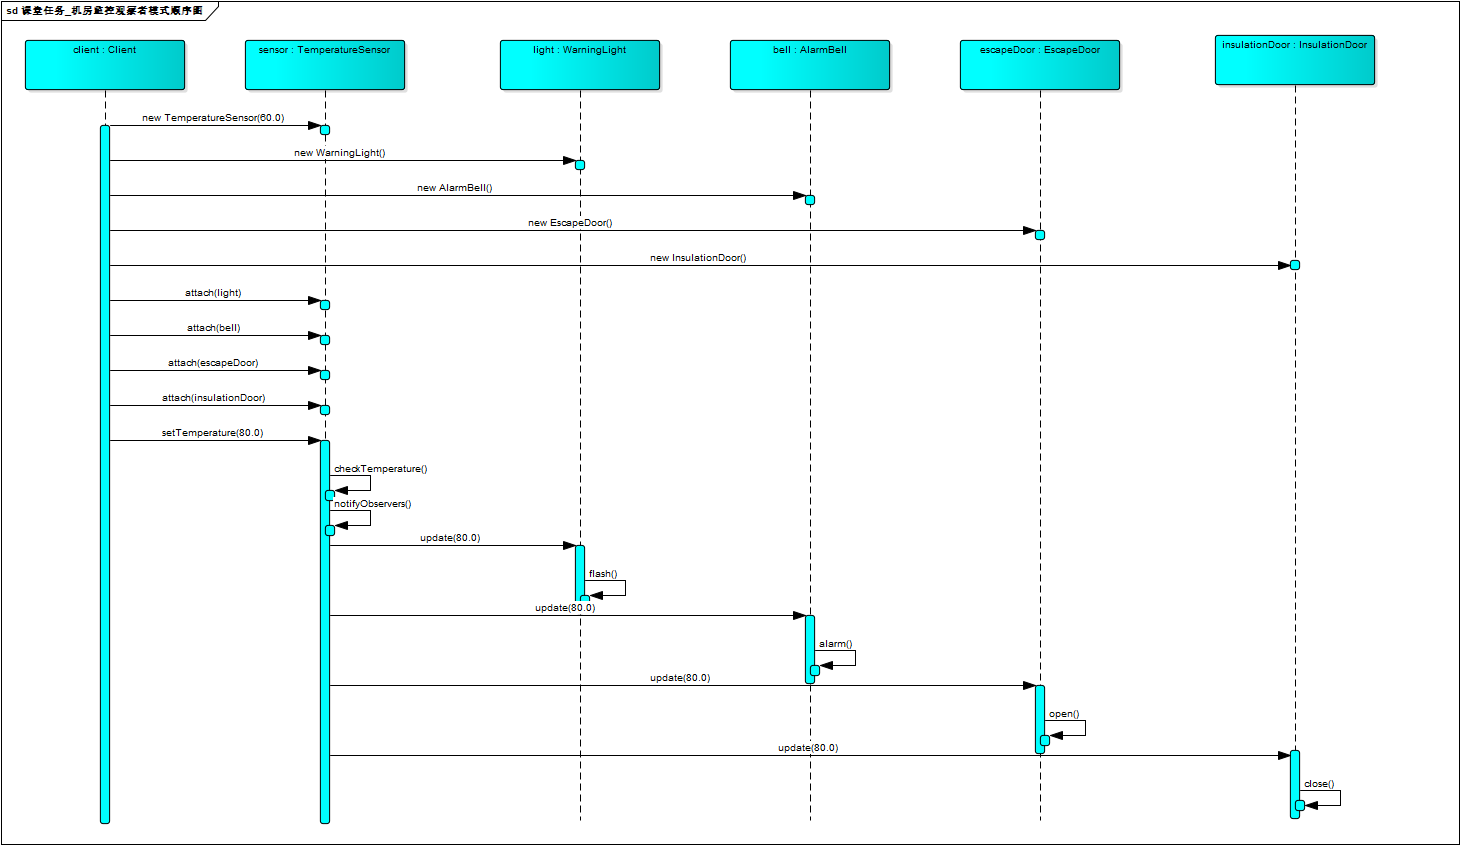 sd 课堂任务_机房监控观察者模式顺序图
client : Client
sensor : TemperatureSensor
light : WarningLight
bell : AlarmBell
escapeDoor : EscapeDoor
insulationDoor : InsulationDoor
new TemperatureSensor(60.0)
new WarningLight()
new AlarmBell()
new EscapeDoor()
new InsulationDoor()
attach(light)
attach(bell)
attach(escapeDoor)
attach(insulationDoor)
setTemperature(80.0)
checkTemperature()
notifyObservers()
update(80.0)
flash()
update(80.0)
alarm()
update(80.0)
open()
update(80.0)
close()